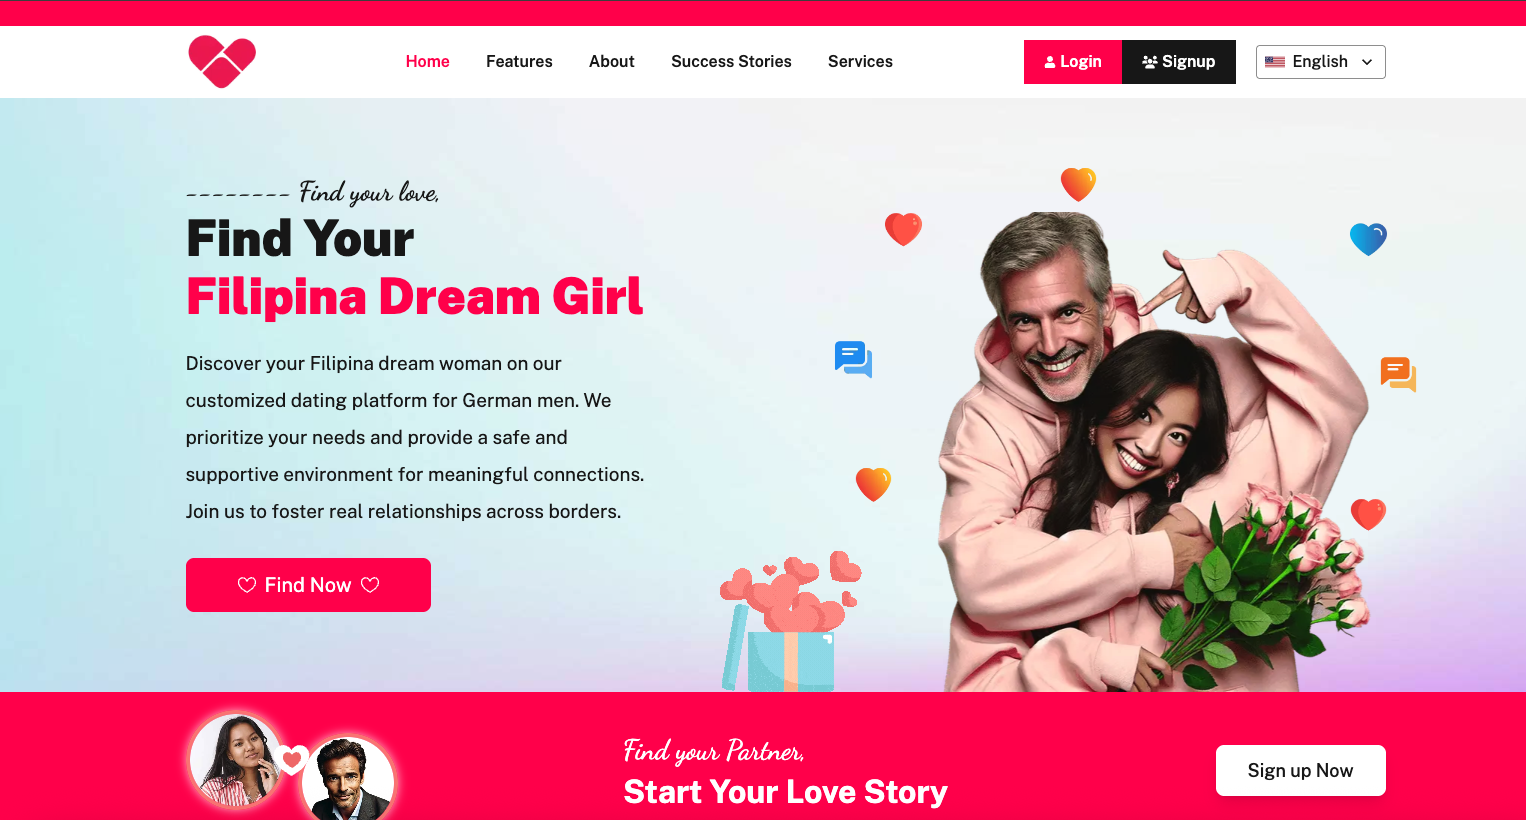 Home
Features
About
Success Stories
Services
Login
Signup
English
-------- Find your love,
Find Your
Filipina Dream Girl
Discover your Filipina dream woman on our
customized dating platform for German men. We
prioritize your needs and provide a safe and
supportive environment for meaningful connections.
Join us to foster real relationships across borders.
Find Now
Find your Partner,
Start Your Love Story
Sign up Now